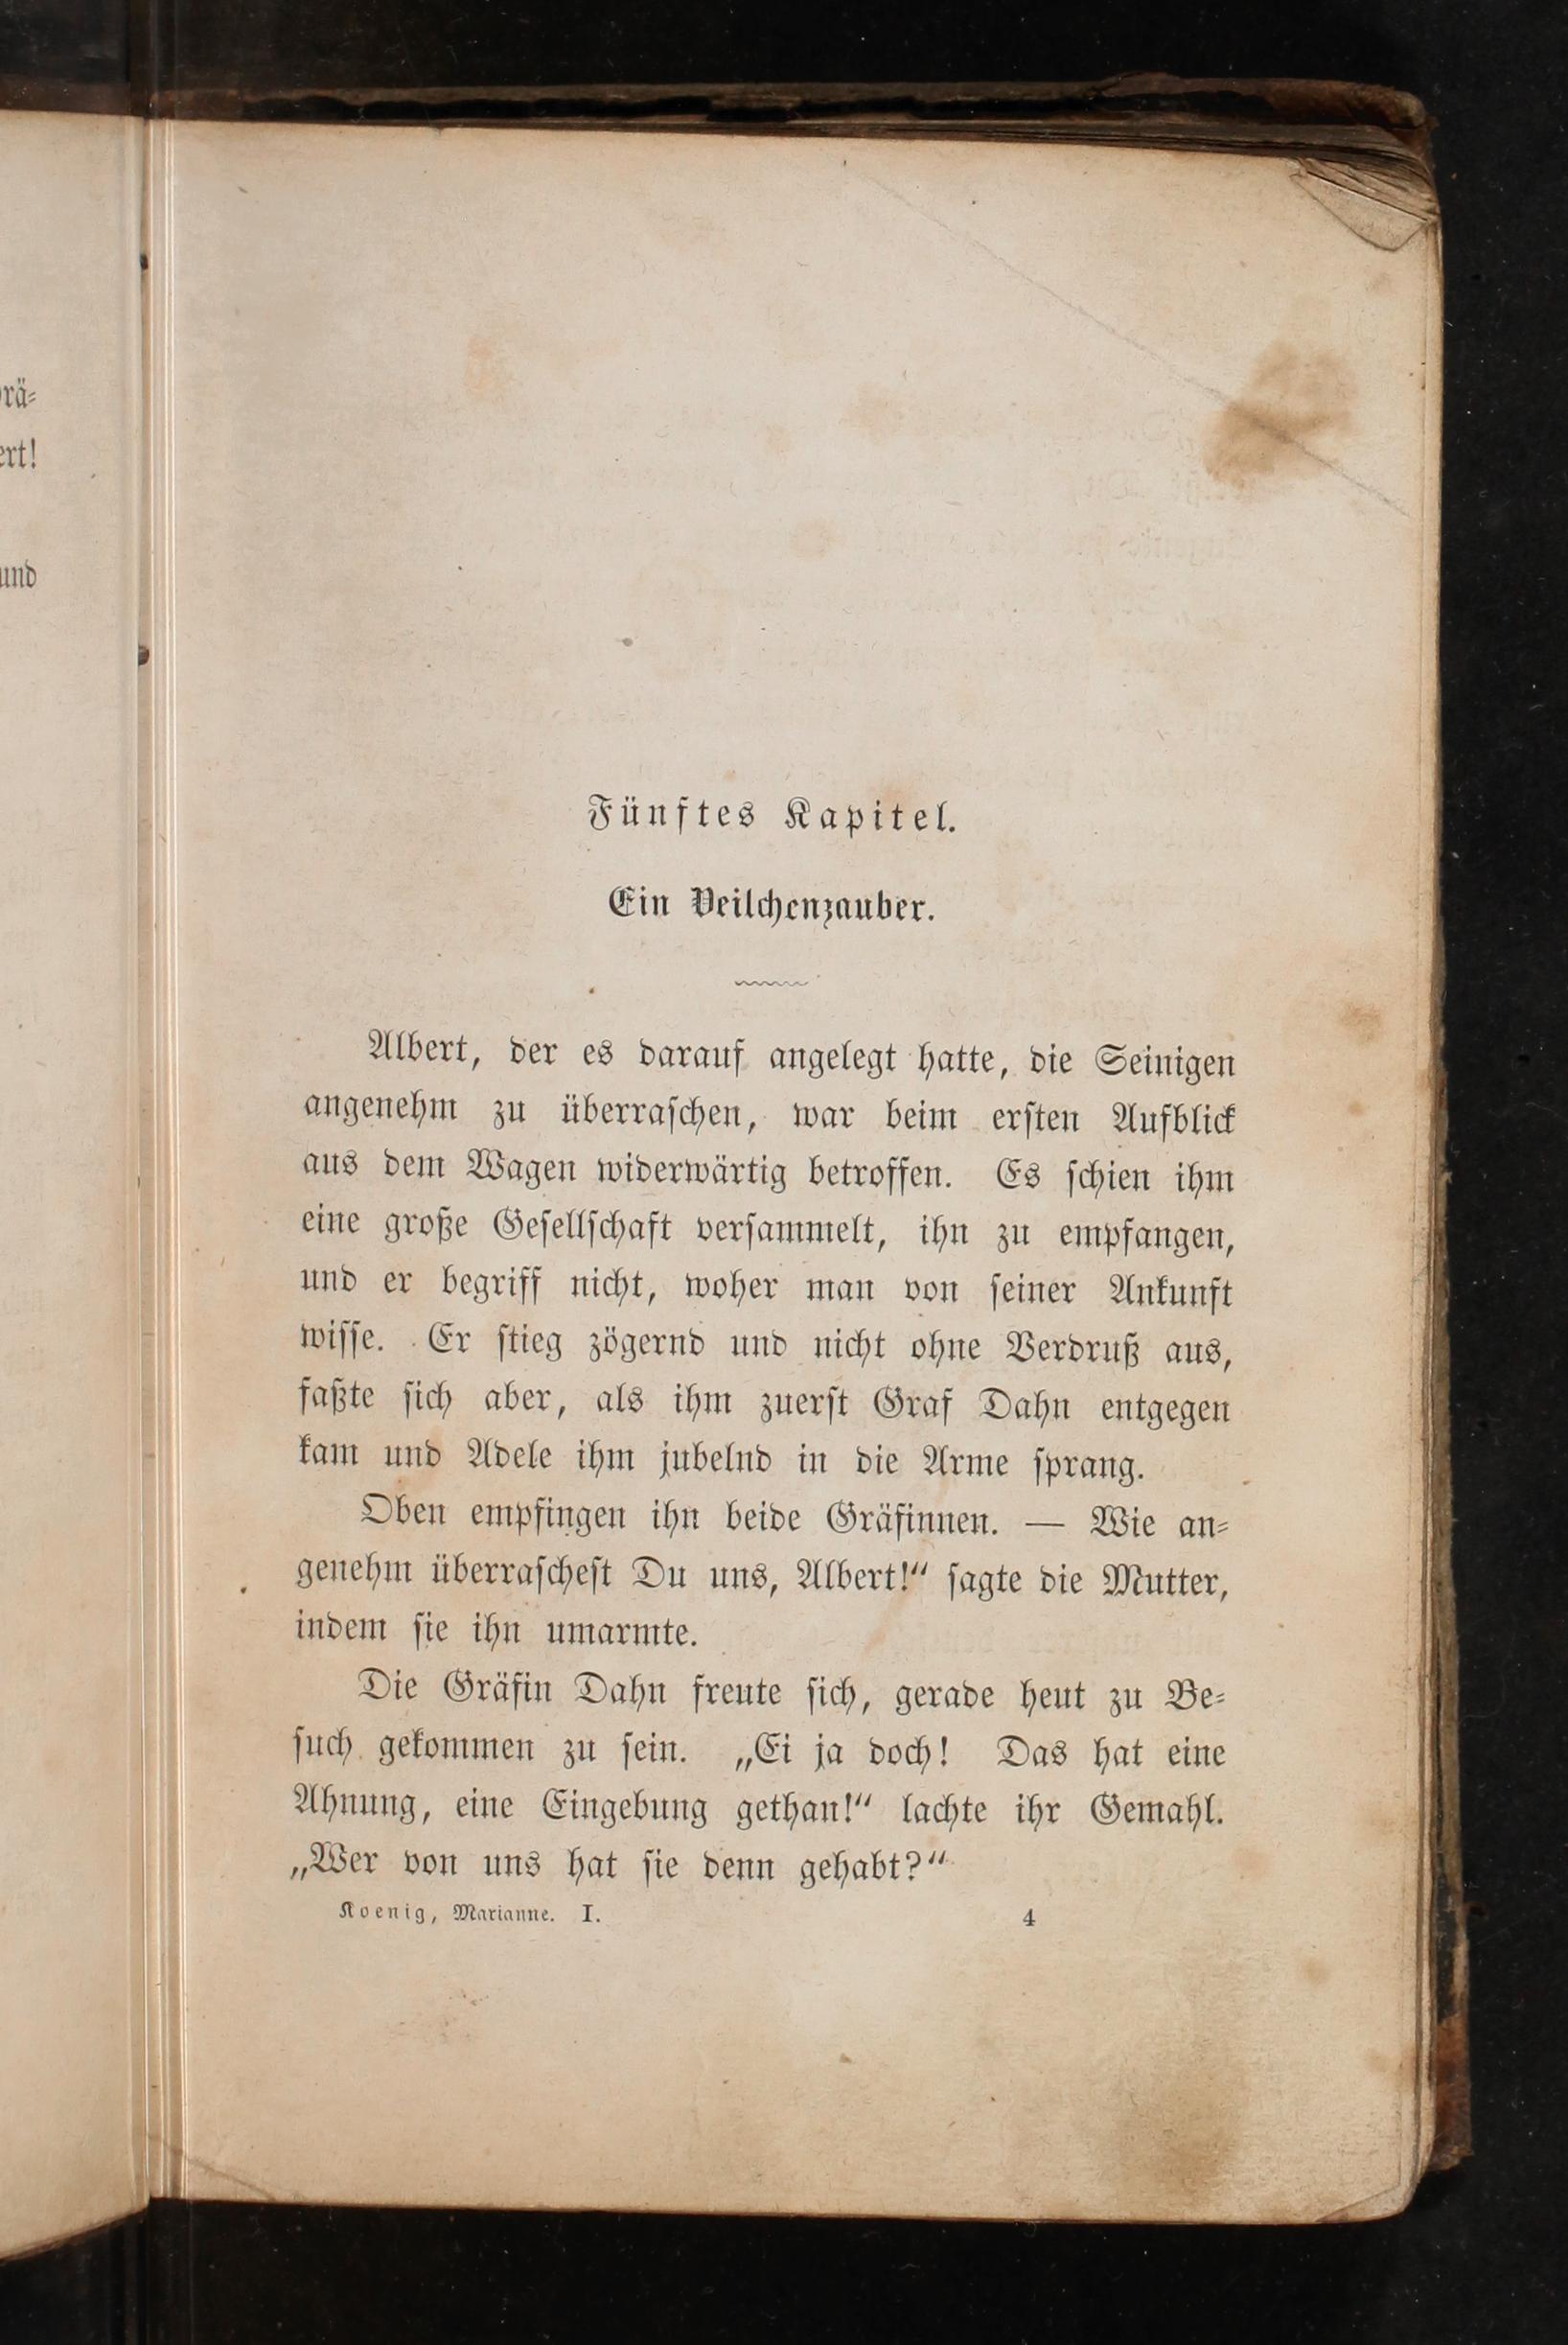 rä-
ert!
und
Fünftes Kapitel.
Ein Veilchenzauber.
Albert, der es darauf angelegt hatte, die Seinigen
angenehm zu überraschen, war beim ersten Aufblick
aus dem Wagen widerwärtig betroffen. Es schien ihm
eine große Gesellschaft versammelt, ihn zu empfangen,
und er begriff nicht, woher man von seiner Ankunft
wisse. Er stieg zögernd und nicht ohne Verdruß aus,
faßte sich aber, als ihm zuerst Graf Dahn entgegen
kam und Adele ihm jubelnd in die Arme sprang.
Oben empfingen ihn beide Gräfinnen. — Wie an-
genehm überraschest Du uns, Albert!“ sagte die Mutter,
indem sie ihn umarmte.
Die Gräfin Dahn freute sich, gerade heut zu Be-
such gekommen zu sein. „Ei ja doch! Das hat eine
Ahnung, eine Eingebung gethan!“ lachte ihr Gemahl.
„Wer von uns hat sie denn gehabt?“
Koenig, Marianne. I. 4